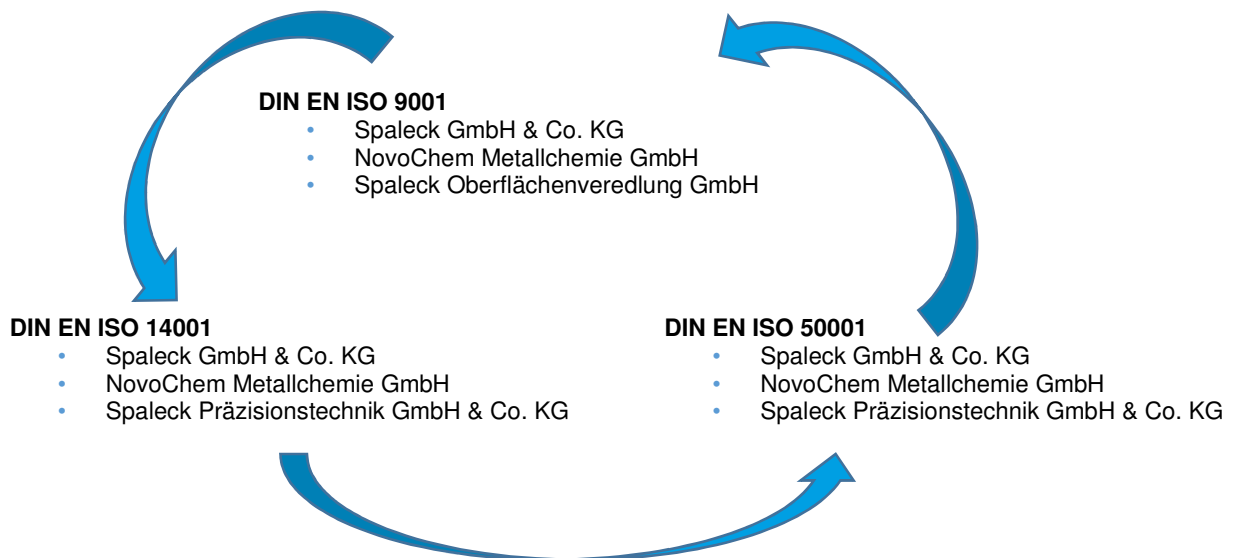 DIN EN ISO 9001
• Spaleck GmbH & Co. KG
• NovoChem Metallchemie GmbH
• Spaleck Oberflächenveredlung GmbH
DIN EN ISO 14001
• Spaleck GmbH & Co. KG
• NovoChem Metallchemie GmbH
• Spaleck Präzisionstechnik GmbH & Co. KG
DIN EN ISO 50001
• Spaleck GmbH & Co. KG
• NovoChem Metallchemie GmbH
• Spaleck Präzisionstechnik GmbH & Co. KG